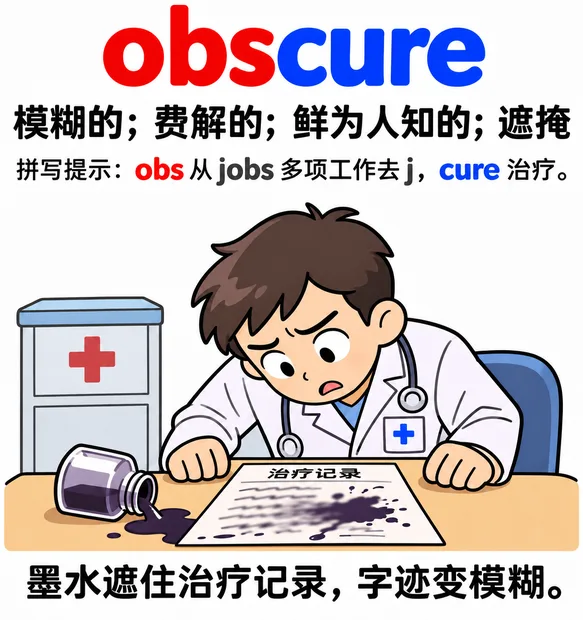 obscure
模糊的；费解的；鲜为人知的；遮掩
拼写提示：obs 从 jobs 多项工作去 j，cure 治疗。
治疗记录
墨水遮住治疗记录，字迹变模糊。